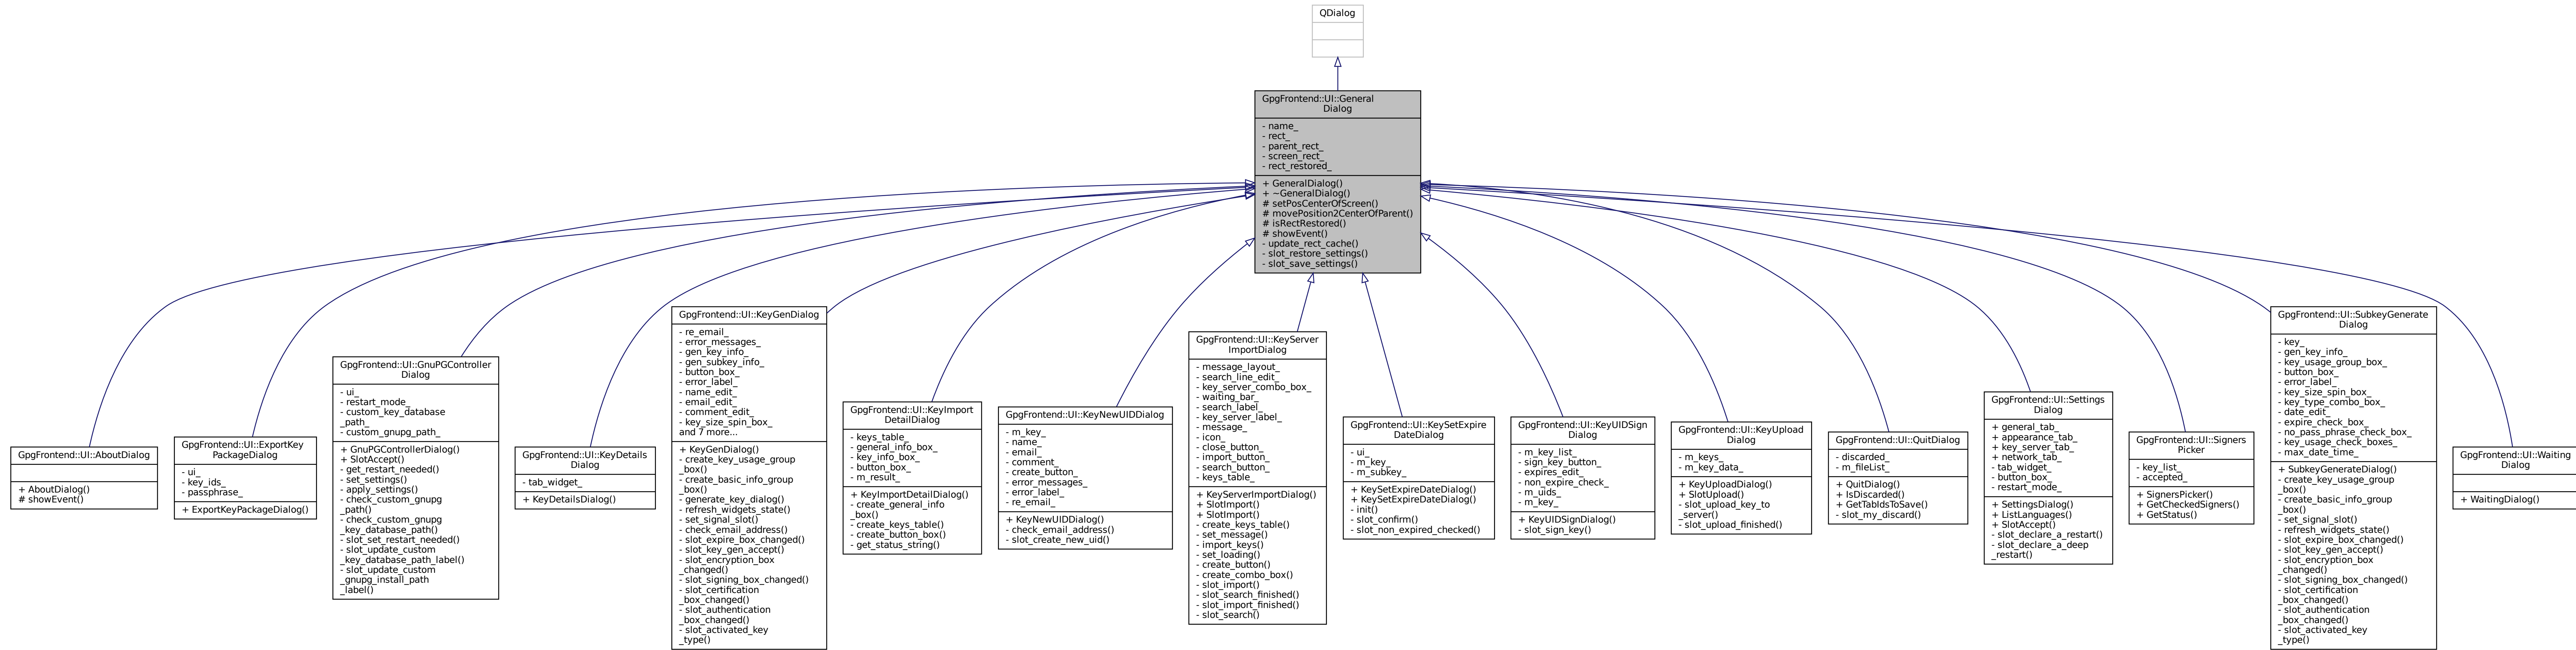 QDialog
GpgFrontend::UI::General
Dialog
- name_
- rect_
- parent_rect_
- screen_rect_
- rect_restored_
+ GeneralDialog()
+ ~GeneralDialog()
# setPosCenterOfScreen()
# movePosition2CenterOfParent()
# isRectRestored()
# showEvent()
- update_rect_cache()
- slot_restore_settings()
- slot_save_settings()
GpgFrontend::UI::AboutDialog
+ AboutDialog()
# showEvent()
GpgFrontend::UI::ExportKey
PackageDialog
- ui_
- key_ids_
- passphrase_
+ ExportKeyPackageDialog()
GpgFrontend::UI::GnuPGController
Dialog
- ui_
- restart_mode_
- custom_key_database
_path_
- custom_gnupg_path_
+ GnuPGControllerDialog()
+ SlotAccept()
- get_restart_needed()
- set_settings()
- apply_settings()
- check_custom_gnupg
_path()
- check_custom_gnupg
_key_database_path()
- slot_set_restart_needed()
- slot_update_custom
_key_database_path_label()
- slot_update_custom
_gnupg_install_path
_label()
GpgFrontend::UI::KeyDetails
Dialog
- tab_widget_
+ KeyDetailsDialog()
GpgFrontend::UI::KeyGenDialog
- re_email_
- error_messages_
- gen_key_info_
- gen_subkey_info_
- button_box_
- error_label_
- name_edit_
- email_edit_
- comment_edit_
- key_size_spin_box_
and 7 more...
+ KeyGenDialog()
- create_key_usage_group
_box()
- create_basic_info_group
_box()
- generate_key_dialog()
- refresh_widgets_state()
- set_signal_slot()
- check_email_address()
- slot_expire_box_changed()
- slot_key_gen_accept()
- slot_encryption_box
_changed()
- slot_signing_box_changed()
- slot_certification
_box_changed()
- slot_authentication
_box_changed()
- slot_activated_key
_type()
GpgFrontend::UI::KeyImport
DetailDialog
- keys_table_
- general_info_box_
- key_info_box_
- button_box_
- m_result_
+ KeyImportDetailDialog()
- create_general_info
_box()
- create_keys_table()
- create_button_box()
- get_status_string()
GpgFrontend::UI::KeyNewUIDDialog
- m_key_
- name_
- email_
- comment_
- create_button_
- error_messages_
- error_label_
- re_email_
+ KeyNewUIDDialog()
- check_email_address()
- slot_create_new_uid()
GpgFrontend::UI::KeyServer
ImportDialog
- message_layout_
- search_line_edit_
- key_server_combo_box_
- waiting_bar_
- search_label_
- key_server_label_
- message_
- icon_
- close_button_
- import_button_
- search_button_
- keys_table_
+ KeyServerImportDialog()
+ SlotImport()
+ SlotImport()
- create_keys_table()
- set_message()
- import_keys()
- set_loading()
- create_button()
- create_combo_box()
- slot_import()
- slot_search_finished()
- slot_import_finished()
- slot_search()
GpgFrontend::UI::KeySetExpire
DateDialog
- ui_
- m_key_
- m_subkey_
+ KeySetExpireDateDialog()
+ KeySetExpireDateDialog()
- init()
- slot_confirm()
- slot_non_expired_checked()
GpgFrontend::UI::KeyUIDSign
Dialog
- m_key_list_
- sign_key_button_
- expires_edit_
- non_expire_check_
- m_uids_
- m_key_
+ KeyUIDSignDialog()
- slot_sign_key()
GpgFrontend::UI::KeyUpload
Dialog
- m_keys_
- m_key_data_
+ KeyUploadDialog()
+ SlotUpload()
- slot_upload_key_to
_server()
- slot_upload_finished()
GpgFrontend::UI::QuitDialog
- discarded_
- m_fileList_
+ QuitDialog()
+ IsDiscarded()
+ GetTabIdsToSave()
- slot_my_discard()
GpgFrontend::UI::Settings
Dialog
+ general_tab_
+ appearance_tab_
+ key_server_tab_
+ network_tab_
- tab_widget_
- button_box_
- restart_mode_
+ SettingsDialog()
+ ListLanguages()
+ SlotAccept()
- slot_declare_a_restart()
- slot_declare_a_deep
_restart()
GpgFrontend::UI::Signers
Picker
- key_list_
- accepted_
+ SignersPicker()
+ GetCheckedSigners()
+ GetStatus()
GpgFrontend::UI::SubkeyGenerate
Dialog
- key_
- gen_key_info_
- key_usage_group_box_
- button_box_
- error_label_
- key_size_spin_box_
- key_type_combo_box_
- date_edit_
- expire_check_box_
- no_pass_phrase_check_box_
- key_usage_check_boxes_
- max_date_time_
+ SubkeyGenerateDialog()
- create_key_usage_group
_box()
- create_basic_info_group
_box()
- set_signal_slot()
- refresh_widgets_state()
- slot_expire_box_changed()
- slot_key_gen_accept()
- slot_encryption_box
_changed()
- slot_signing_box_changed()
- slot_certification
_box_changed()
- slot_authentication
_box_changed()
- slot_activated_key
_type()
GpgFrontend::UI::Waiting
Dialog
+ WaitingDialog()